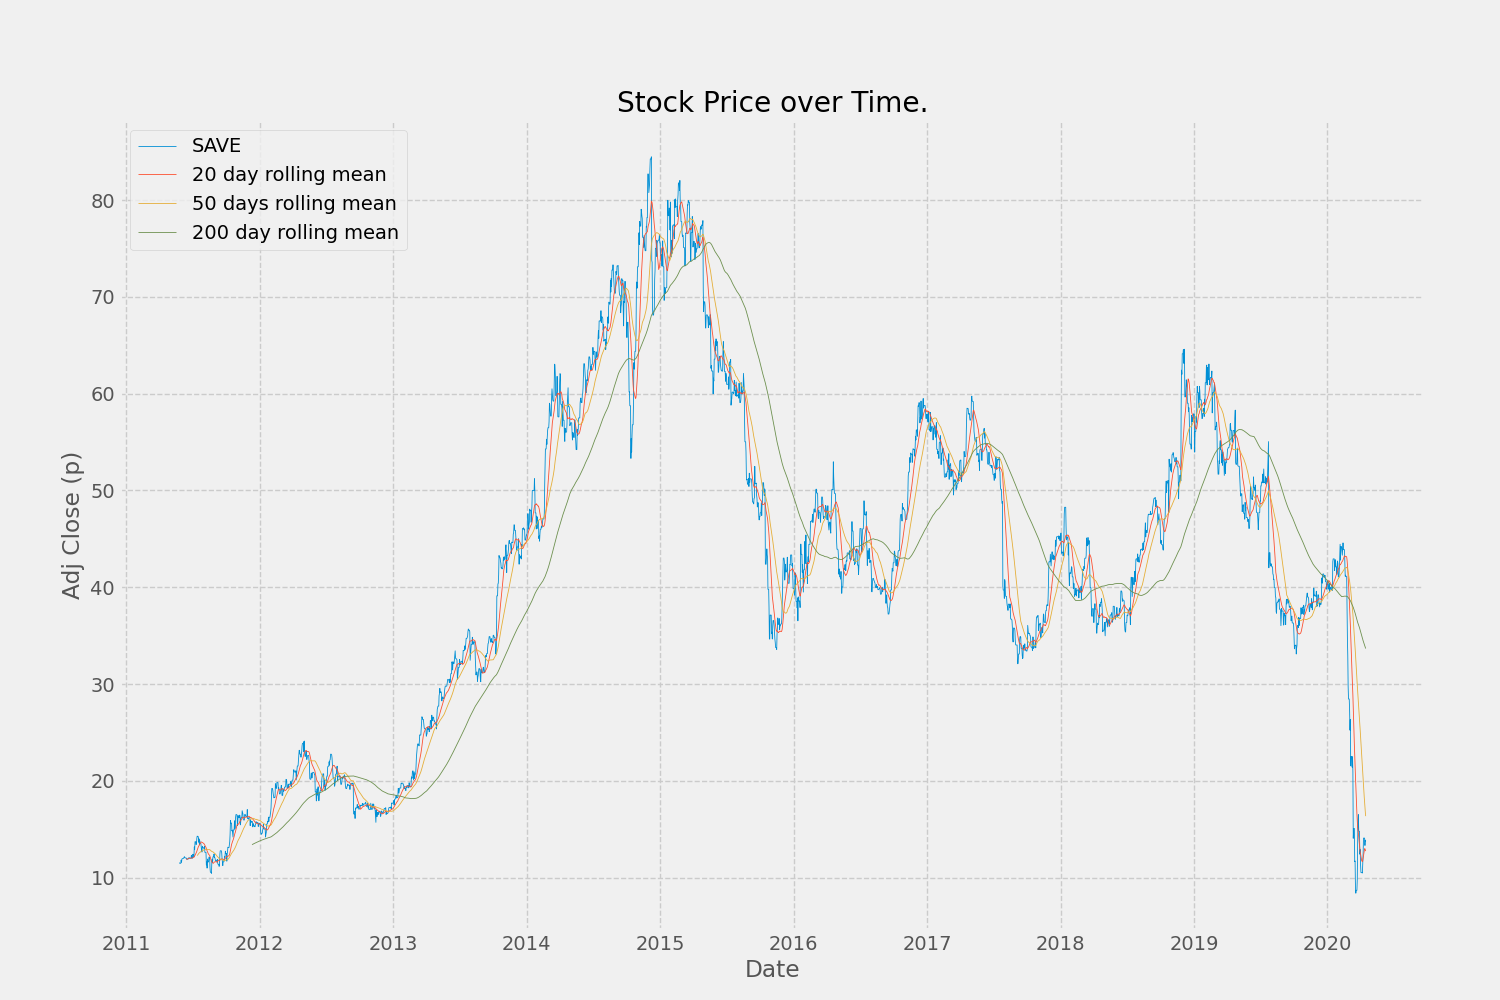 Stock Price over Time.
SAVE
20 day rolling mean
50 days rolling mean
200 day rolling mean
Adj Close (p)
80
70
60
50
40
30
20
10
2011 2012 2013 2014 2015 2016 2017 2018 2019 2020
Date